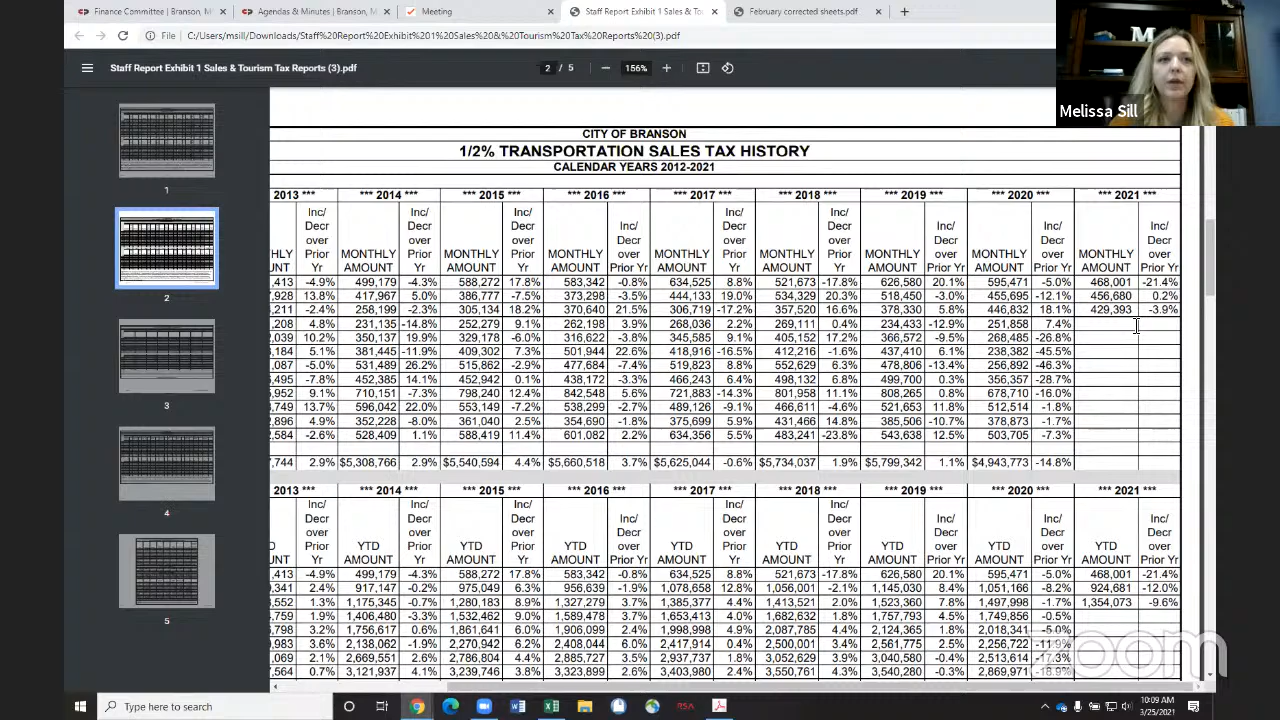 Finance Committee | Branson, M
Agendas & Minutes | Branson, M
Meeting
Staff Report Exhibit 1 Sales & To
February corrected sheets.pdf
File C:/Users/msill/Downloads/Staff%20Report%20Exhibit%201%20Sales%20&%20Tourism%20Tax%20Reports%20(3).pdf
Staff Report Exhibit 1 Sales & Tourism Tax Reports (3).pdf
2 / 5
156%
Melissa Sill
1
2
3
4
5
CITY OF BRANSON
1/2% TRANSPORTATION SALES TAX HISTORY
CALENDAR YEARS 2012-2021
2013 *** *** 2014 *** *** 2015 *** *** 2016 *** *** 2017 *** *** 2018 *** *** 2019 *** *** 2020 *** *** 2021 ***
Inc/ Inc/ Inc/ Inc/ Inc/ Inc/ Inc/ Inc/ Inc/
Decr Decr Decr Decr Decr Decr Decr Decr Decr
over over over over over over over over over
HLY Prior MONTHLY Prior MONTHLY Prior MONTHLY over MONTHLY
UNT Yr AMOUNT Yr AMOUNT Yr AMOUNT Prior Yr AMOUNT Prior Yr AMOUNT Prior Yr AMOUNT Prior Yr AMOUNT Prior Yr AMOUNT Prior Yr
,413 -4.9% 499,179 -4.3% 588,272 17.8% 583,342 -0.8% 634,525 8.8% 521,673 -17.8% 626,580 20.1% 595,471 -5.0% 468,001 -21.4%
,928 13.8% 417,967 5.0% 386,777 -7.5% 373,298 -3.5% 444,133 19.0% 534,329 20.3% 518,450 -3.0% 455,695 -12.1% 456,680 0.2%
,211 -2.4% 258,199 -2.3% 305,134 18.2% 370,640 21.5% 306,719 -17.2% 357,520 16.6% 378,330 5.8% 446,832 18.1% 429,393 -3.9%
,208 4.8% 231,135 -14.8% 252,279 9.1% 262,198 3.9% 268,036 2.2% 269,111 0.4% 234,433 -12.9% 251,858 7.4%
,039 10.2% 350,137 19.9% 329,178 -6.0% 316,622 -3.8% 345,585 9.1% 405,152 17.2% 366,572 -9.5% 268,485 -26.8%
,184 5.1% 381,445 -11.9% 409,302 7.3% 501,944 22.6% 418,916 -16.5% 412,216 -1.6% 437,410 6.1% 238,382 -45.5%
,087 -5.0% 531,489 26.2% 515,862 -2.9% 477,684 -7.4% 519,823 8.8% 552,629 6.3% 478,806 -13.4% 256,892 -46.3%
,495 -7.8% 452,385 14.1% 452,942 0.1% 438,172 -3.3% 466,243 6.4% 498,132 6.8% 499,700 0.3% 356,357 -28.7%
,952 9.1% 710,151 -7.3% 798,240 12.4% 842,548 5.6% 721,883 -14.3% 801,958 11.1% 808,265 0.8% 678,710 -16.0%
,749 13.7% 596,042 22.0% 553,149 -7.2% 538,299 -2.7% 489,126 -9.1% 466,611 -4.6% 521,653 11.8% 512,514 -1.8%
,896 4.9% 352,228 -8.0% 361,040 2.5% 354,690 -1.8% 375,699 5.9% 431,466 14.8% 385,506 -10.7% 378,873 -1.7%
,584 -2.6% 528,409 1.1% 588,419 11.4% 601,082 2.2% 634,356 5.5% 483,241 -23.8% 543,638 12.5% 503,705 -7.3%
,744 2.9% $5,308,766 2.9% $5,540,594 4.4% $5,660,518 3.7% $5,625,044 -0.6% $5,734,037 1.9% $5,799,342 1.1% $4,943,773 -14.8%
2013 *** *** 2014 *** *** 2015 *** *** 2016 *** *** 2017 *** *** 2018 *** *** 2019 *** *** 2020 *** *** 2021 ***
Inc/ Inc/ Inc/ Inc/ Inc/ Inc/ Inc/ Inc/ Inc/
Decr Decr Decr Decr Decr Decr Decr Decr Decr
over over over over over over over over over
D Prior YTD Prior YTD Prior YTD YTD YTD YTD YTD YTD
UNT Yr AMOUNT Yr AMOUNT Yr AMOUNT Prior Yr AMOUNT Prior Yr AMOUNT Prior Yr AMOUNT Prior Yr AMOUNT Prior Yr AMOUNT Prior Yr
,413 -4.9% 499,179 -4.3% 588,272 17.8% 583,342 -0.8% 634,525 8.8% 521,673 -17.8% 626,580 20.1% 595,471 -5.0% 468,001 -21.4%
,341 2.4% 917,147 -0.2% 975,049 6.3% 956,639 -1.9% 1,078,658 12.8% 1,056,001 -2.1% 1,145,030 8.4% 1,051,166 -8.2% 924,681 -12.0%
,552 1.3% 1,175,345 -0.7% 1,280,183 8.9% 1,327,279 3.7% 1,385,377 4.4% 1,413,521 2.0% 1,523,360 7.8% 1,497,998 -1.7% 1,354,073 -9.6%
,759 1.9% 1,406,480 -3.3% 1,532,462 9.0% 1,589,478 3.7% 1,653,413 4.0% 1,682,632 1.8% 1,757,793 4.5% 1,749,856 -0.5%
,798 3.2% 1,756,617 0.6% 1,861,641 6.0% 1,906,099 2.4% 1,998,998 4.9% 2,087,785 4.4% 2,124,365 1.8% 2,018,341 -5.0%
,983 3.6% 2,138,062 -1.9% 2,270,942 6.2% 2,408,044 6.0% 2,417,914 0.4% 2,500,001 3.4% 2,561,775 2.5% 2,256,722 -11.9%
,069 2.1% 2,669,551 2.6% 2,786,804 4.4% 2,885,727 3.5% 2,937,737 1.8% 3,052,629 3.9% 3,040,580 -0.4% 2,513,614 -17.3%
,564 0.7% 3,121,937 4.1% 3,239,746 3.8% 3,323,899 2.6% 3,403,980 2.4% 3,550,761 4.3% 3,540,280 -0.3% 2,869,971 -18.9%
zoom
Type here to search
RSA
10:09 AM
3/25/2021